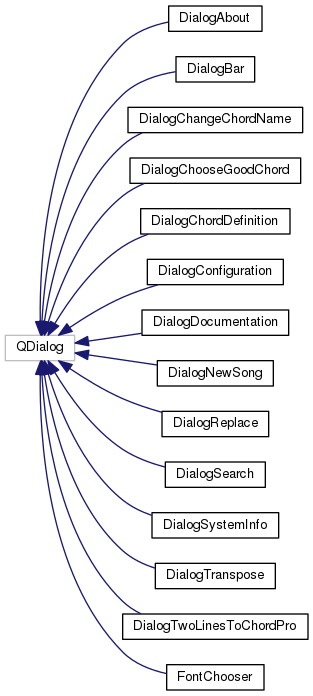 DialogAbout
DialogBar
DialogChangeChordName
DialogChooseGoodChord
DialogChordDefinition
DialogConfiguration
DialogDocumentation
QDialog
DialogNewSong
DialogReplace
DialogSearch
DialogSystemInfo
DialogTranspose
DialogTwoLinesToChordPro
FontChooser